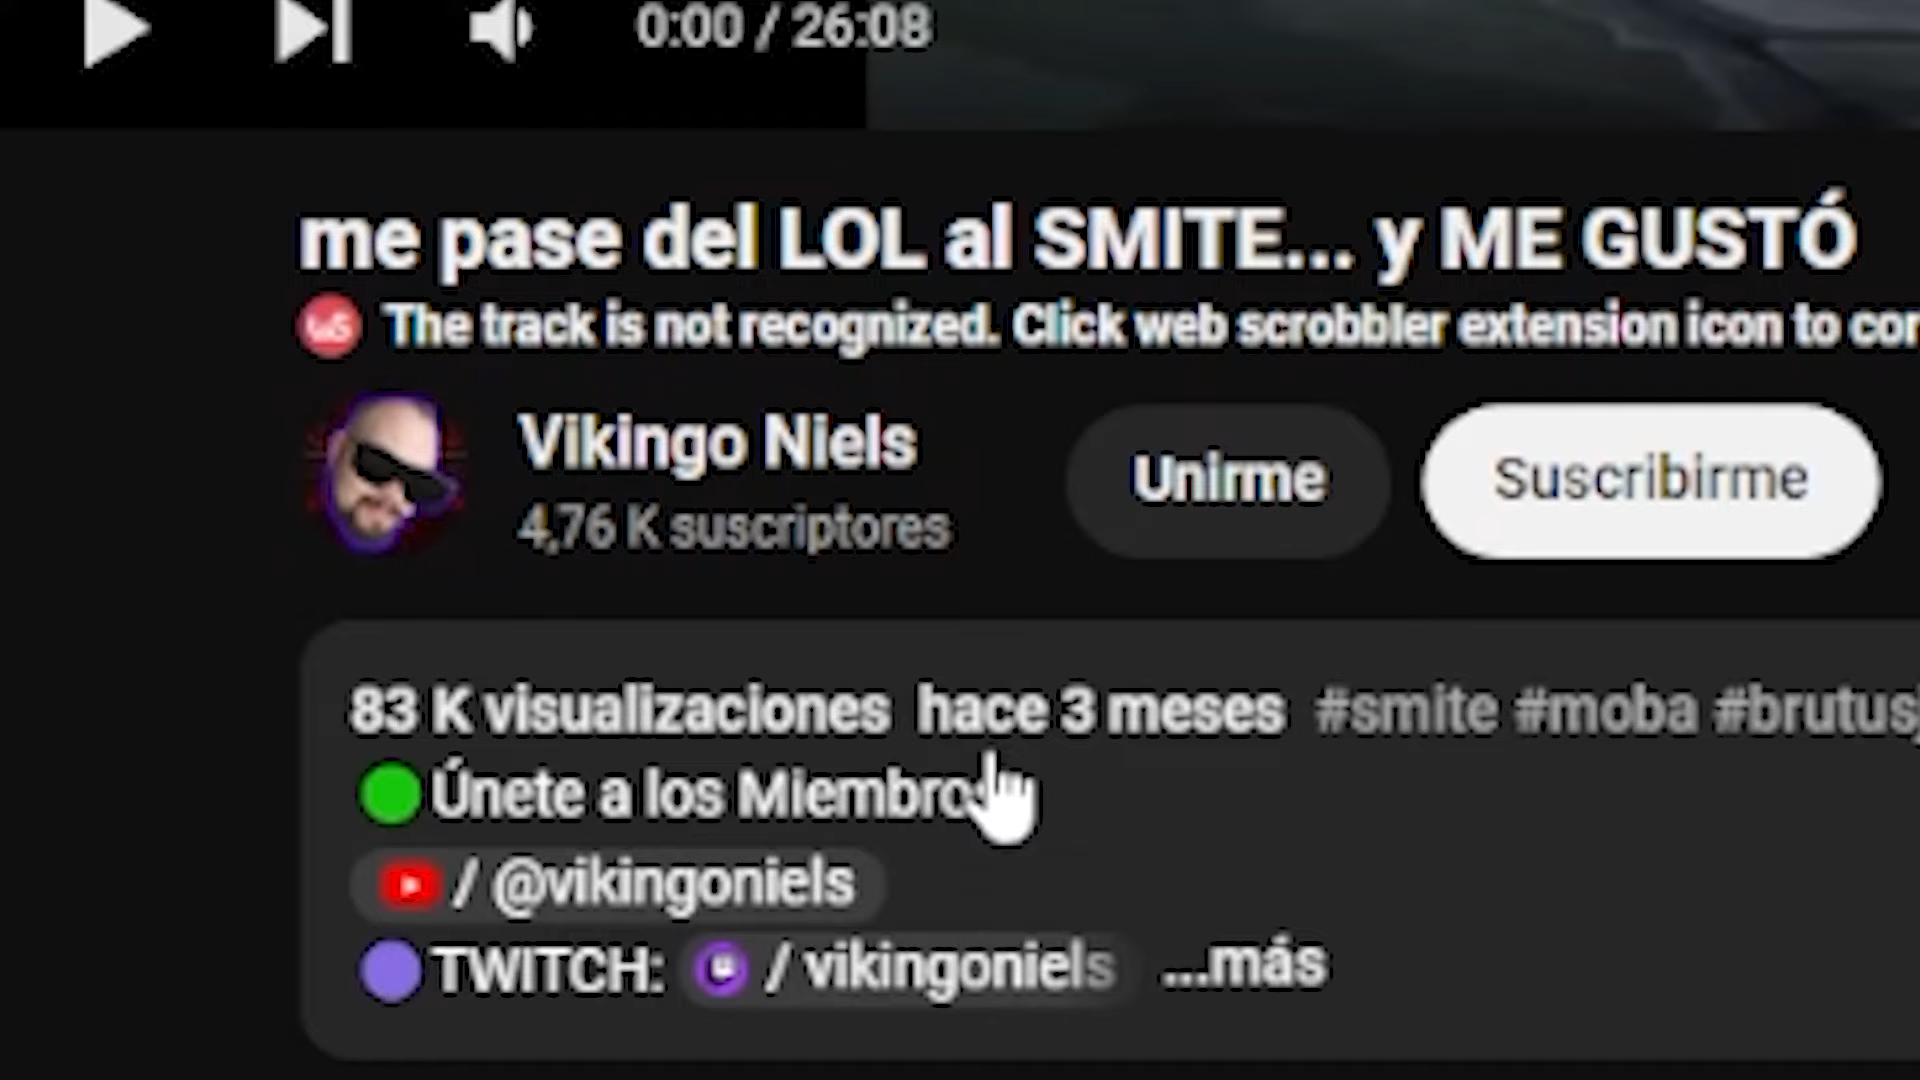 0:00 / 26:08
me pase del LOL al SMITE... y ME GUSTÓ
The track is not recognized. Click web scrobbler extension icon to cor
Vikingo Niels
4,76 K suscriptores
Unirme
Suscribirme
83 K visualizaciones hace 3 meses #smite #moba #brutus
Únete a los Miembros
/ @vikingoniels
TWITCH: / vikingoniels ...más